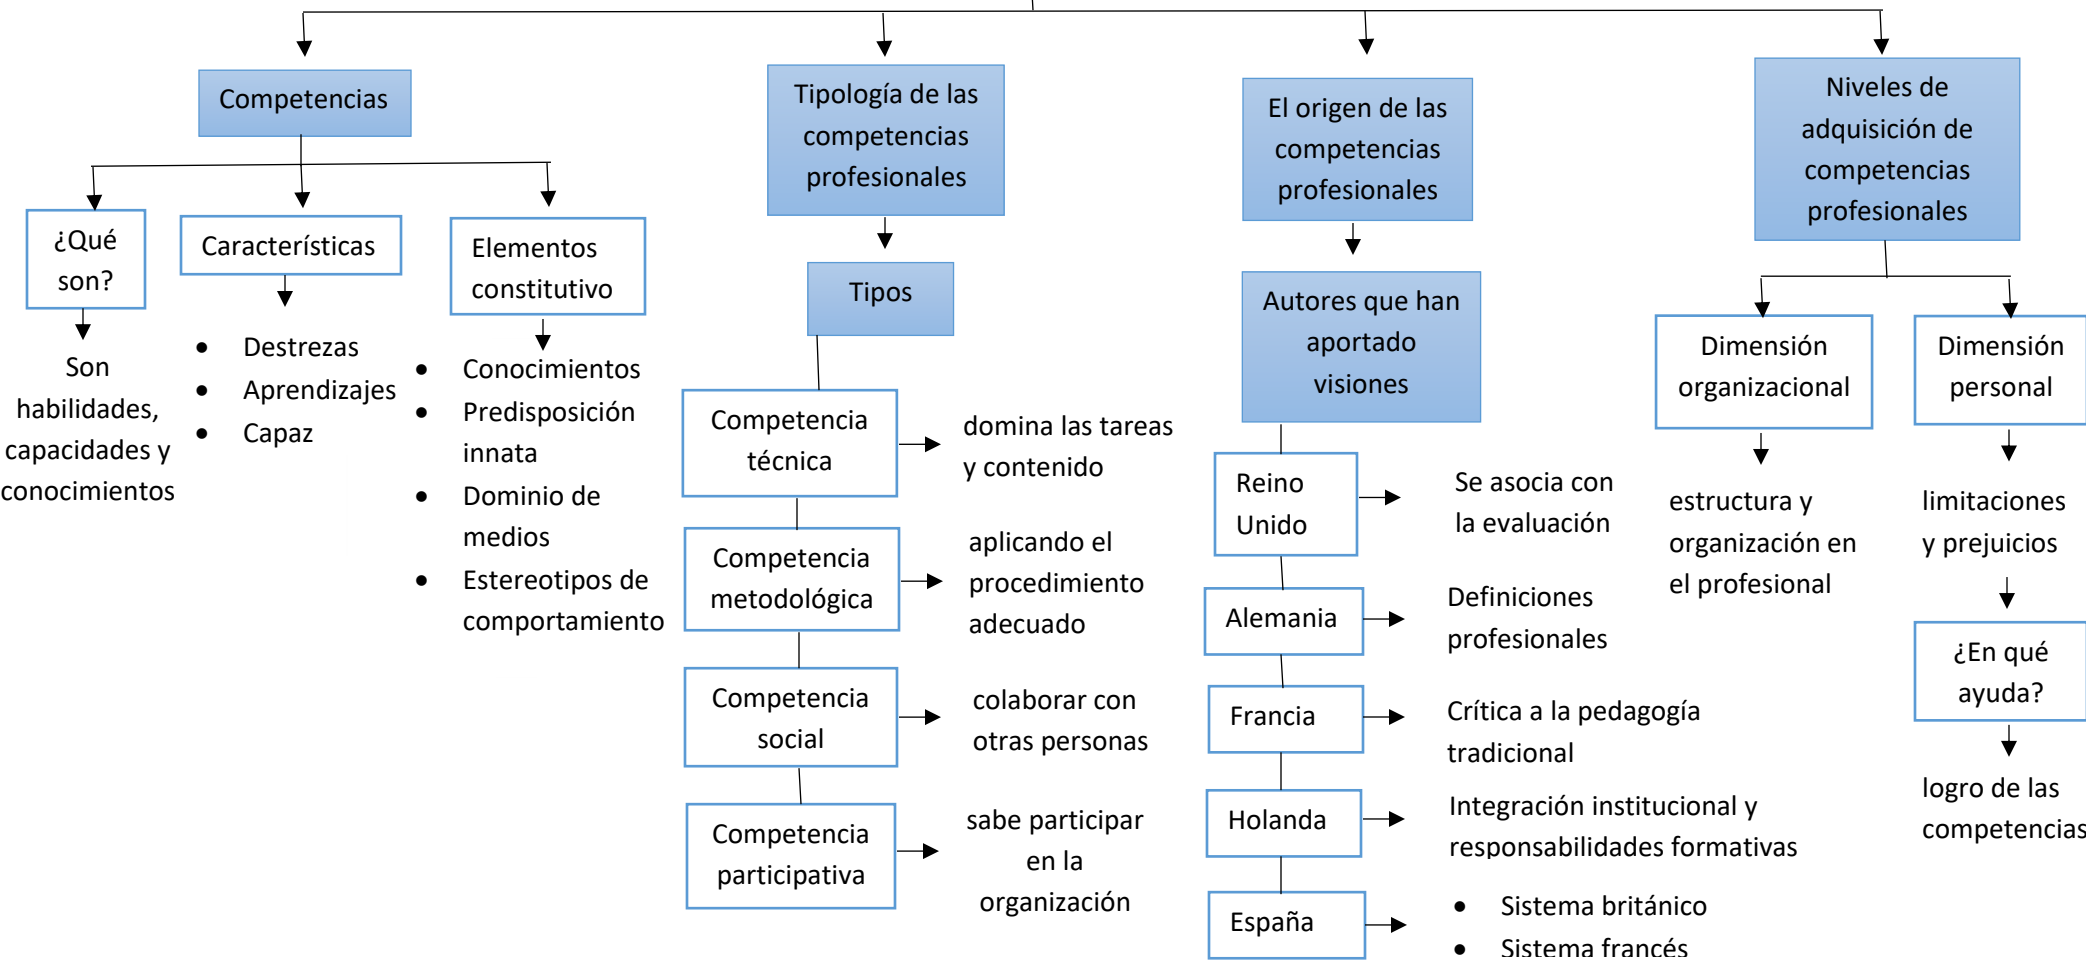 Competencias
¿Qué
son?
Son
habilidades,
capacidades y
conocimientos
Características
• Destrezas
• Aprendizajes
• Capaz
Elementos
constitutivo
• Conocimientos
• Predisposición
innata
• Dominio de
medios
• Estereotipos de
comportamiento
Tipología de las
competencias
profesionales
Tipos
Competencia
técnica
domina las tareas
y contenido
Competencia
metodológica
aplicando el
procedimiento
adecuado
Competencia
social
colaborar con
otras personas
Competencia
participativa
sabe participar
en la
organización
El origen de las
competencias
profesionales
Autores que han
aportado
visiones
Reino
Unido
Se asocia con
la evaluación
Alemania
Definiciones
profesionales
Francia
Crítica a la pedagogía
tradicional
Holanda
Integración institucional y
responsabilidades formativas
España
• Sistema británico
• Sistema francés
Niveles de
adquisición de
competencias
profesionales
Dimensión
organizacional
estructura y
organización en
el profesional
Dimensión
personal
limitaciones
y prejuicios
¿En qué
ayuda?
logro de las
competencias